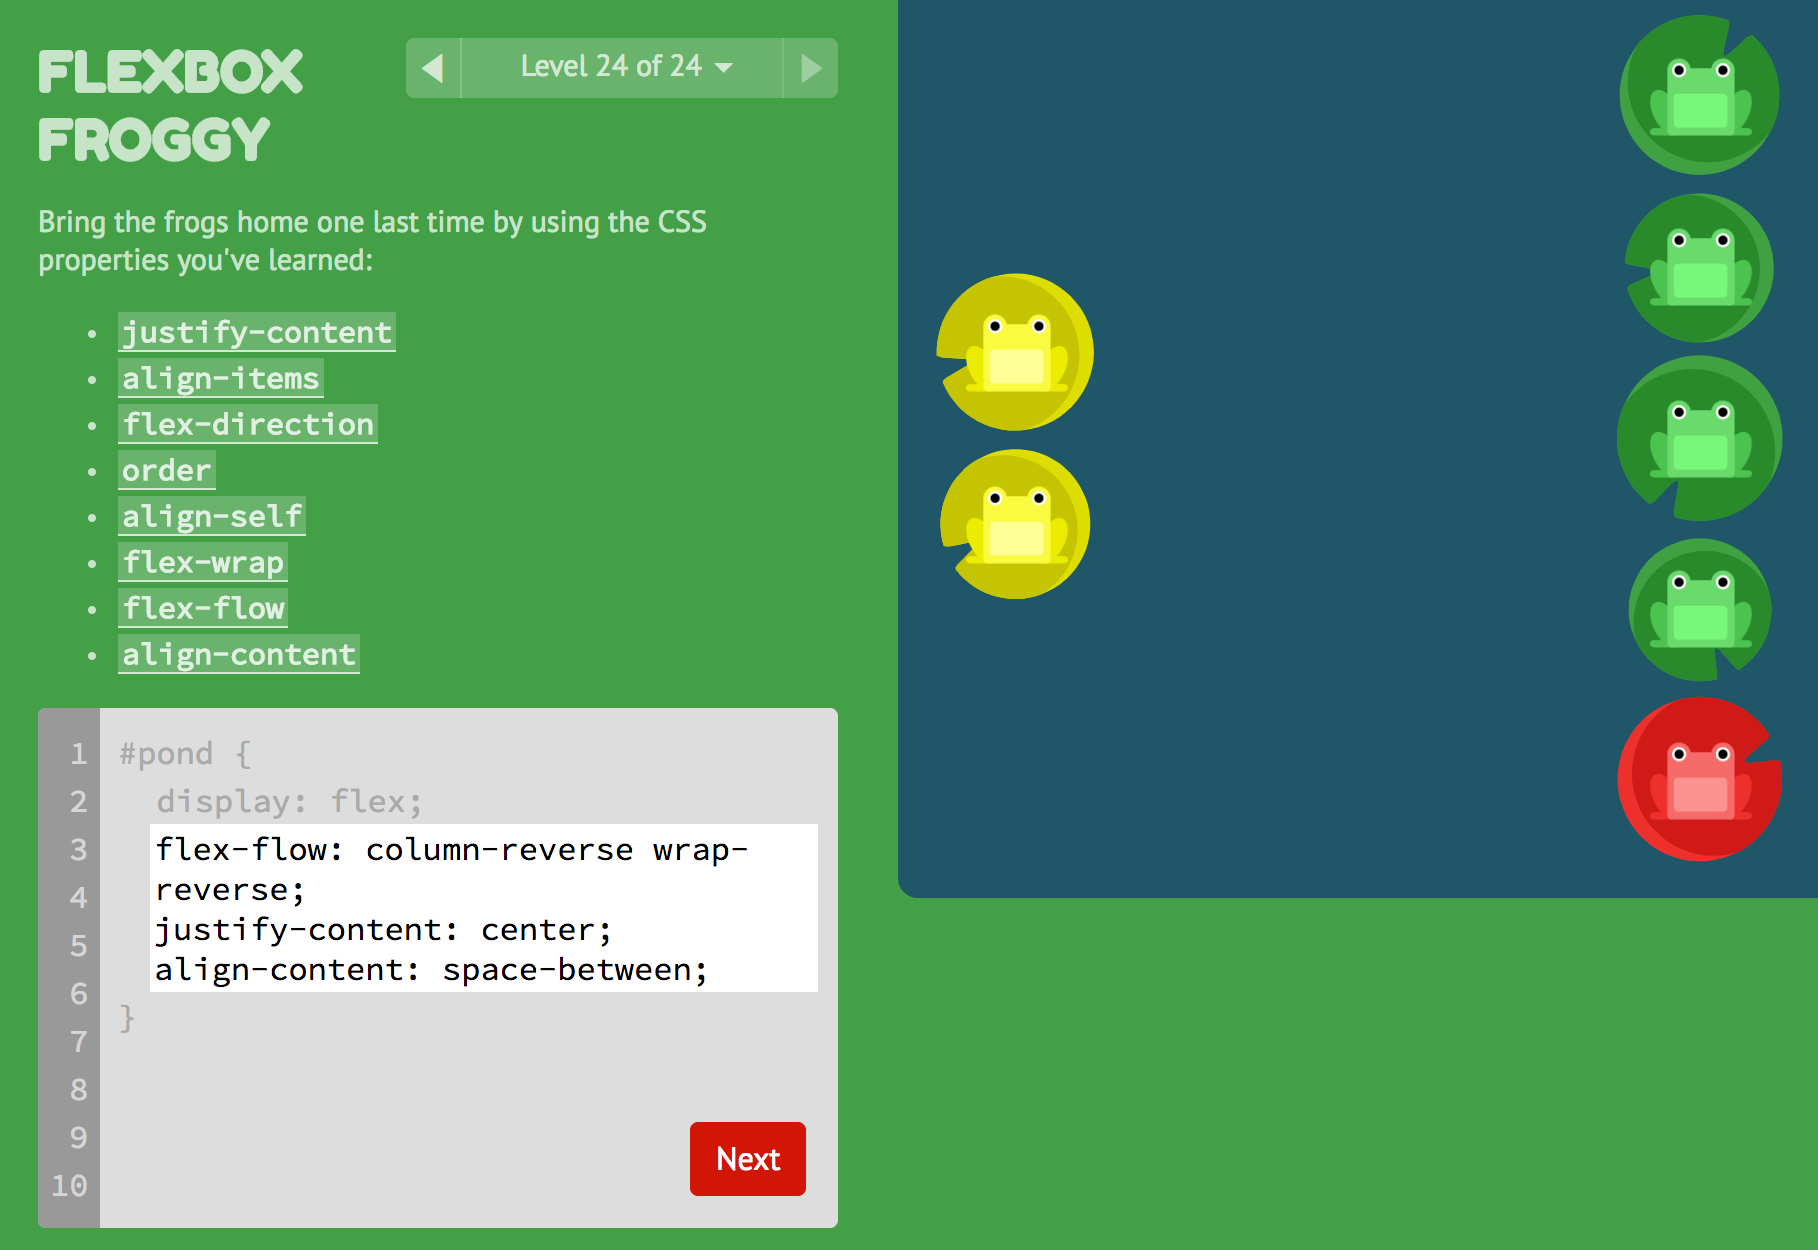 FLEXBOX
FROGGY
Level 24 of 24
Bring the frogs home one last time by using the CSS
properties you've learned:
• justify-content
• align-items
• flex-direction
• order
• align-self
• flex-wrap
• flex-flow
• align-content
1 #pond {
2 display: flex;
3 flex-flow: column-reverse wrap-
4 reverse;
5 justify-content: center;
6 align-content: space-between;
}
7
8
9
Next
10